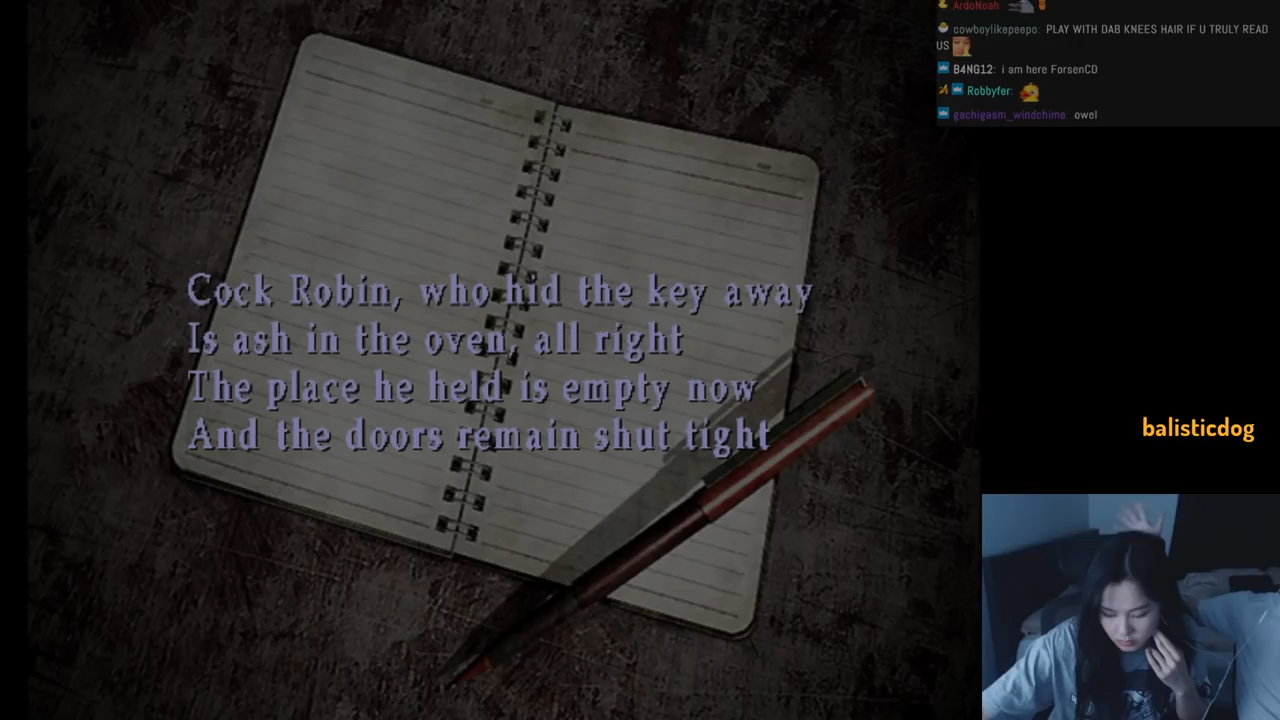 ArdoNoah
cowboylikepeepo: PLAY WITH DAB KNEES HAIR IF U TRULY READ
US
B4NG12: i am here ForsenCD
Robbyfer:
gachigasm_windchime: owel
Cock Robin, who hid the key away
Is ash in the oven, all right
The place he held is empty now
And the doors remain shut tight
balisticdog